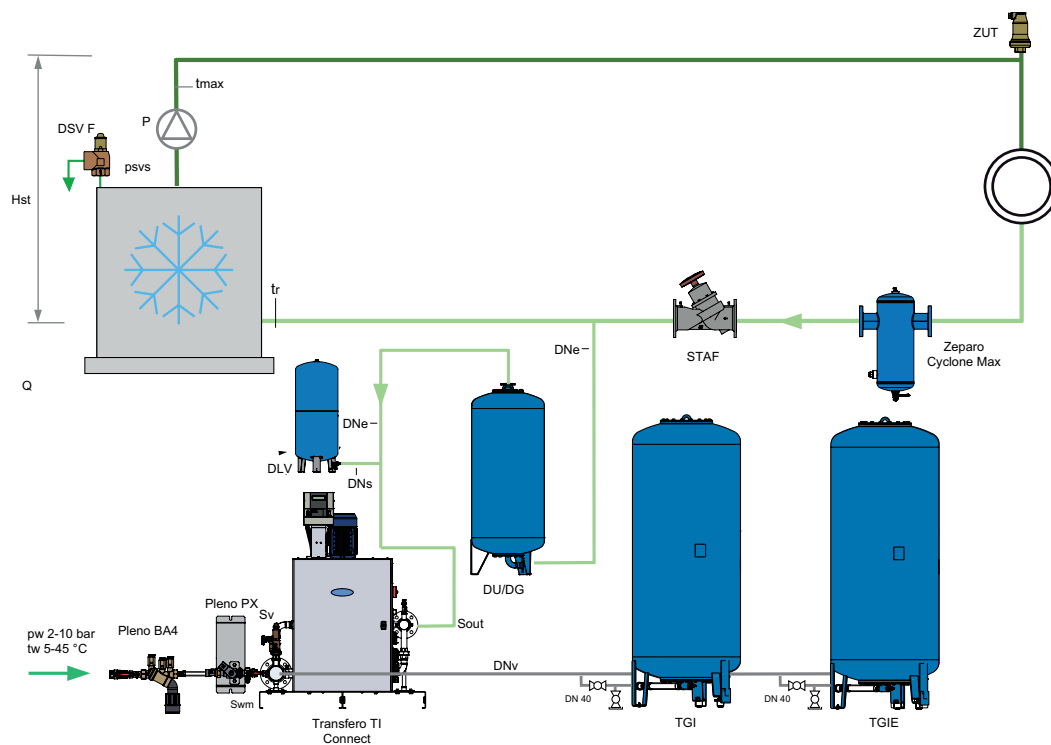 ZUT
tmax
P
DSV F
psvs
Hst
tr
DNe
STAF
Zeparo
Cyclone Max
Q
DNe
DLV
DNs
DU/DG
Pleno PX
Sv
Pleno BA4
Sout
pw 2-10 bar
tw 5-45 °C
DNv
Swm
DN 40
DN 40
Transfero TI
Connect
TGI
TGIE